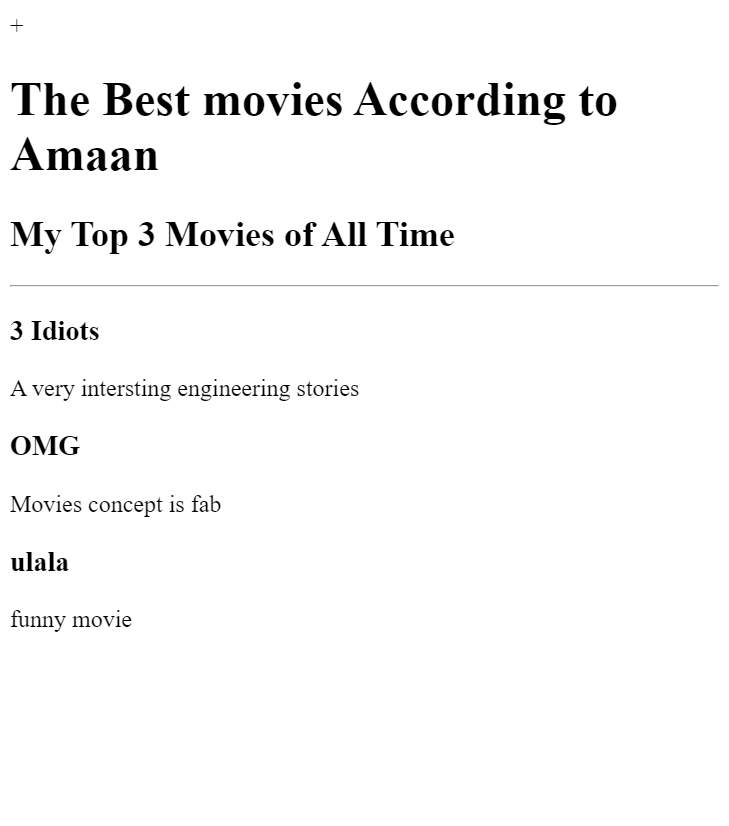 +
The Best movies According to
Amaan
My Top 3 Movies of All Time
3 Idiots
A very intersting engineering stories
OMG
Movies concept is fab
ulala
funny movie